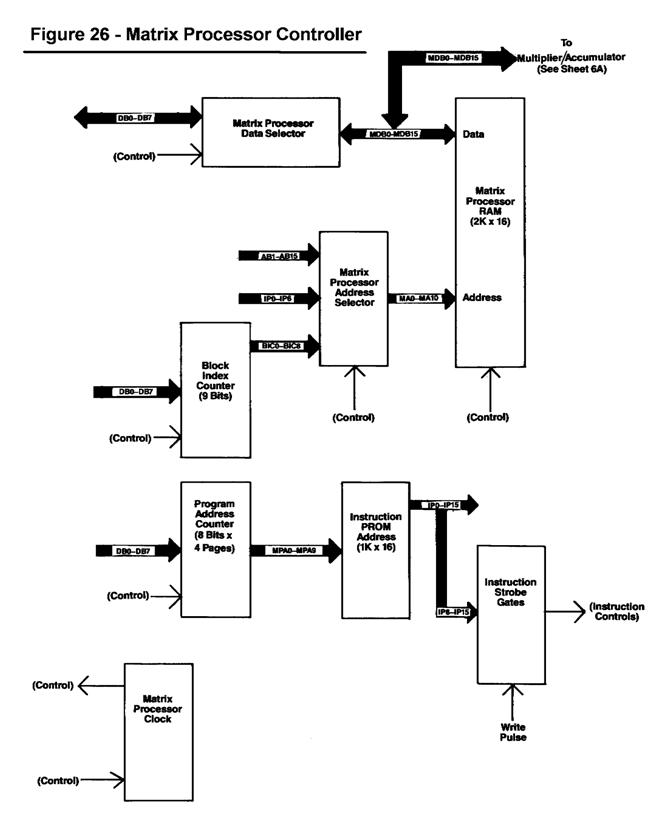 Figure 26 - Matrix Processor Controller
To
Multiplier/Accumulator
(See Sheet 6A)
MDB0–MDB15
DB0–DB7
Matrix Processor
Data Selector
MDB0-MDB15
Data
(Control)
Matrix
Processor
RAM
(2K x 16)
AB1–AB15
Matrix
Processor
Address
Selector
IP0–IP6
MA0–MA10
Address
BIC0–BIC8
Block
Index
Counter
(9 Bits)
DB0–DB7
(Control)
(Control)
(Control)
Program
Address
Counter
(8 Bits x
4 Pages)
Instruction
PROM
Address
(1K x 16)
IP0–IP15
DB0–DB7
MPA0–MPA9
Instruction
Strobe
Gates
(Control)
IP8–IP15
(Instruction
Controls)
(Control)
Matrix
Processor
Clock
Write
Pulse
(Control)